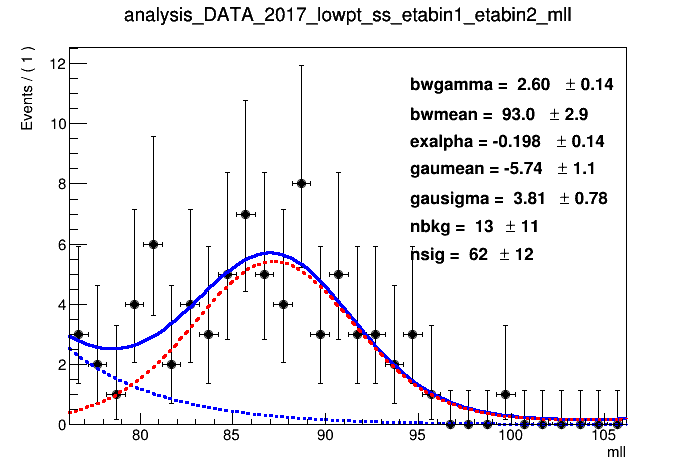 analysis_DATA_2017_lowpt_ss_etabin1_etabin2_mll
Events / ( 1 )
12
10
8
6
4
2
0
bwgamma = 2.60 ± 0.14
bwmean = 93.0 ± 2.9
exalpha = -0.198 ± 0.14
gaumean = -5.74 ± 1.1
gausigma = 3.81 ± 0.78
nbkg = 13 ± 11
nsig = 62 ± 12
80 85 90 95 100 105
mll